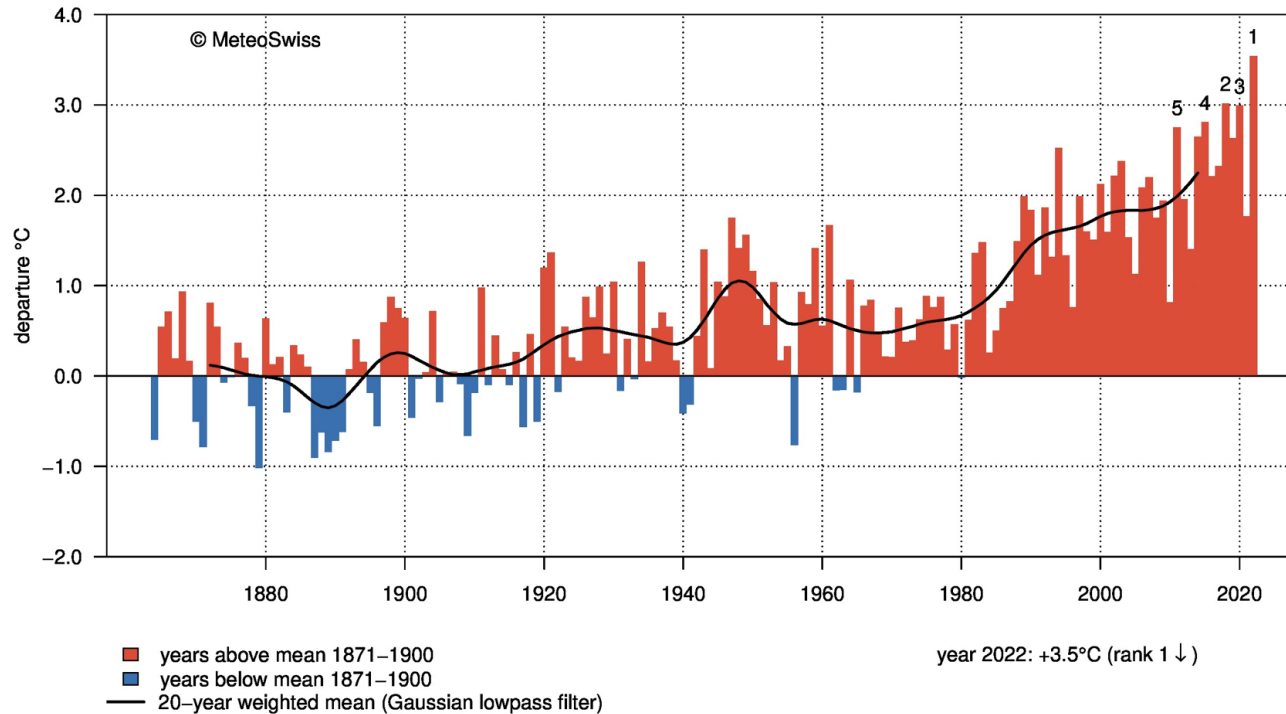 4.0
© MeteoSwiss
1
3.0
2
3
4
5
2.0
departure °C
1.0
0.0
−1.0
−2.0
1880 1900 1920 1940 1960 1980 2000 2020
years above mean 1871−1900
year 2022: +3.5°C (rank 1 ↓)
years below mean 1871−1900
20−year weighted mean (Gaussian lowpass filter)